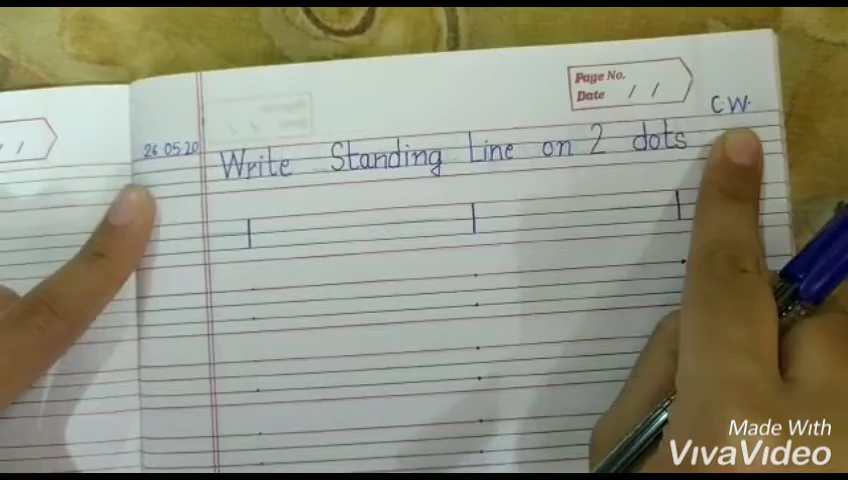 Page No.
Date / /
C.W.
26.05.20
Write Standing Line on 2 dots
Made With
VivaVideo